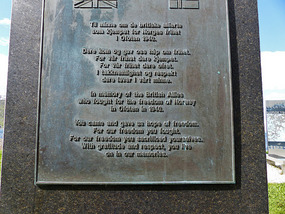 Til minne om de britiske allierte
som kjempet for Norges frihet
i Ofoten 1940.
Dere kom og gav oss håp om frihet.
For vår frihet dere kjempet.
For vår frihet dere ofret.
I takknemlighet og respekt
dere lever i vårt minne.
In memory of the British Allies
who fought for the freedom of Norway
in Ofoten in 1940.
You came and gave us hope of freedom.
For our freedom you fought.
For our freedom you sacrificed yourselves.
With gratitude and respect, you live
on in our memories.